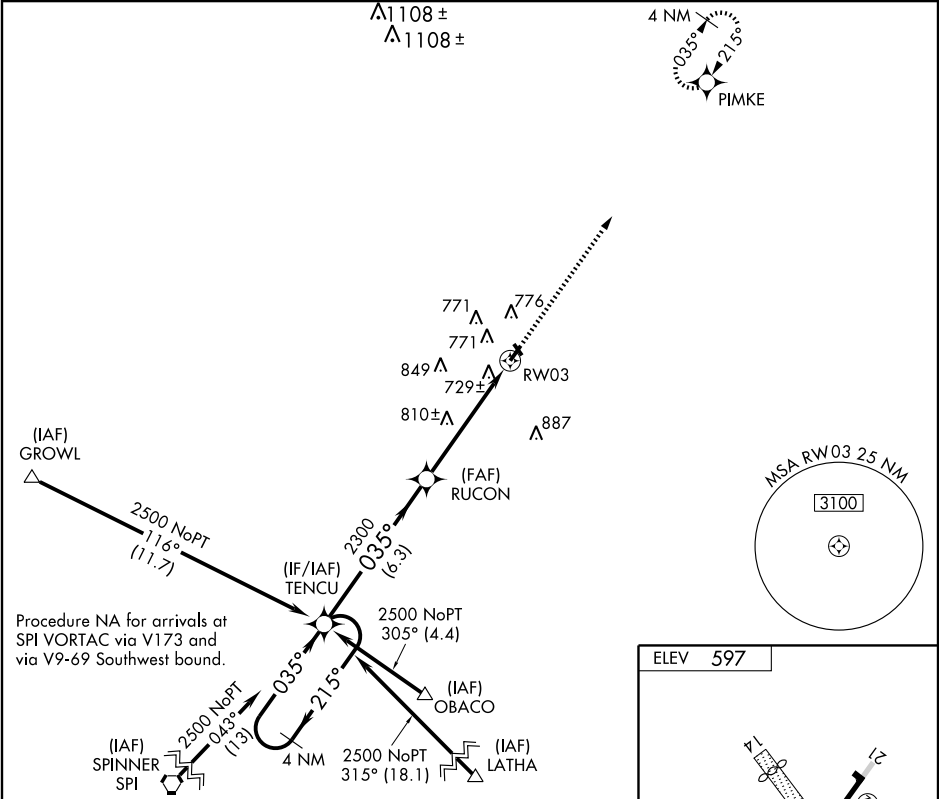 1108 ±
1108 ±
4 NM
035°
215°
PIMKE
771
776
771
849
729±
RW03
810±
887
(IAF)
GROWL
(FAF)
RUCON
MSA RW03 25 NM
3100
2500 NoPT
116°
(11.7)
2300
035°
(6.3)
(IF/IAF)
TENCU
Procedure NA for arrivals at
SPI VORTAC via V173 and
via V9-69 Southwest bound.
2500 NoPT
305° (4.4)
035°
215°
(IAF)
OBACO
2500 NoPT
043°
(13)
4 NM
(IAF)
SPINNER
SPI
2500 NoPT
315° (18.1)
(IAF)
LATHA
ELEV 597
14
21